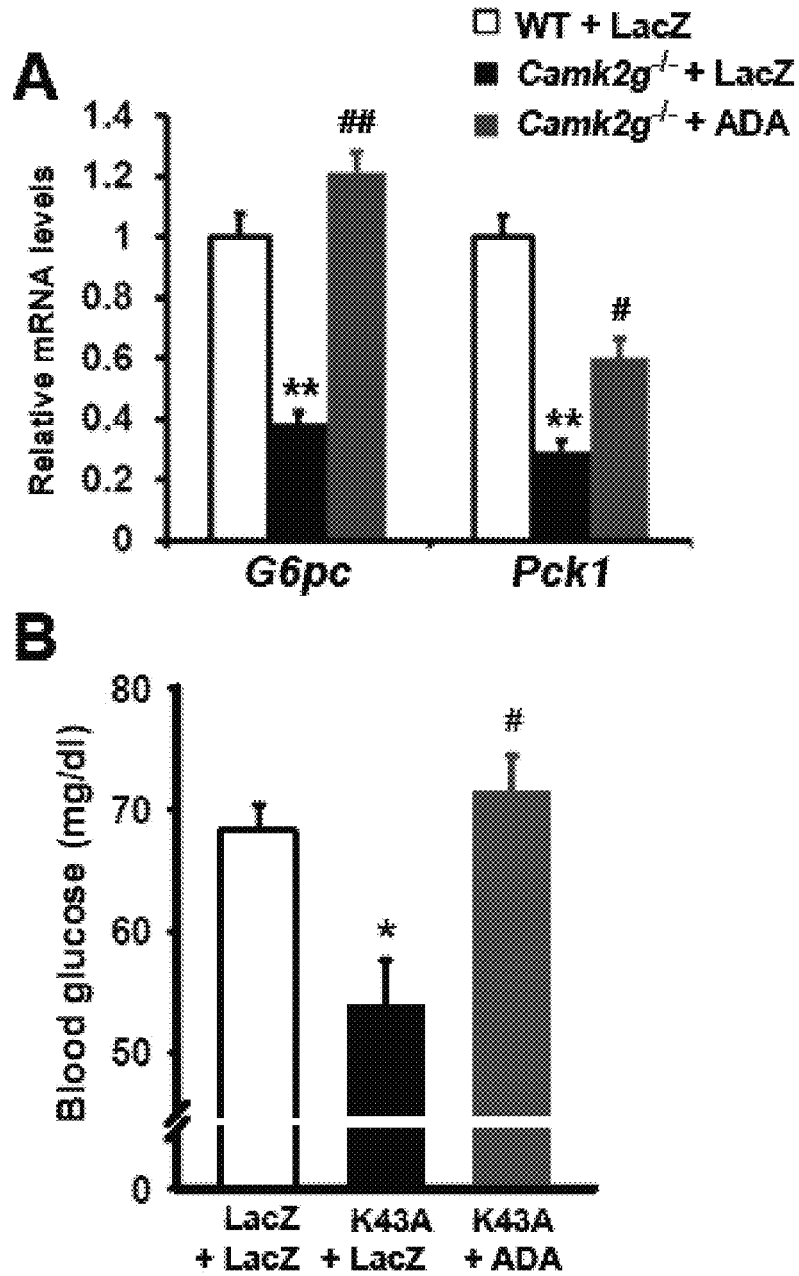 WT + LacZ
A
Camk2g-/- + LacZ
Camk2g-/- + ADA
Relative mRNA levels
1.4
1.2
1
0.8
0.6
0.4
0.2
0
**
##
**
#
G6pc
Pck1
B
Blood glucose (mg/dl)
80
70
60
50
0
*
#
LacZ + LacZ
K43A + LacZ
K43A + ADA